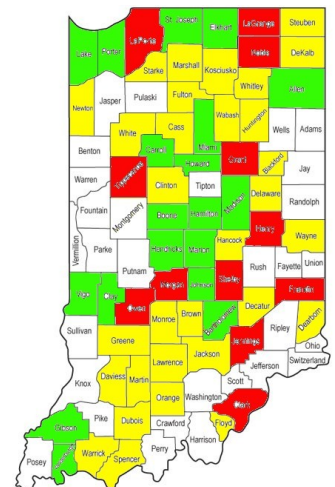 St. Joseph
LaPorte
Elkhart
LaGrange
Steuben
Lake
Porter
Noble
DeKalb
Starke
Marshall
Kosciusko
Whitley
Allen
Newton
Jasper
Pulaski
Fulton
Wabash
Huntington
White
Cass
Miami
Wells
Adams
Benton
Carroll
Howard
Grant
Blackford
Jay
Warren
Tippecanoe
Clinton
Tipton
Madison
Delaware
Randolph
Fountain
Montgomery
Boone
Hamilton
Henry
Wayne
Vermillion
Parke
Hendricks
Marion
Hancock
Putnam
Rush
Fayette
Union
Vigo
Clay
Owen
Morgan
Johnson
Shelby
Franklin
Sullivan
Monroe
Brown
Bartholomew
Decatur
Dearborn
Greene
Jennings
Ripley
Ohio
Switzerland
Jackson
Jefferson
Knox
Daviess
Martin
Lawrence
Scott
Washington
Clark
Orange
Gibson
Pike
Dubois
Crawford
Floyd
Harrison
Posey
Warrick
Spencer
Perry